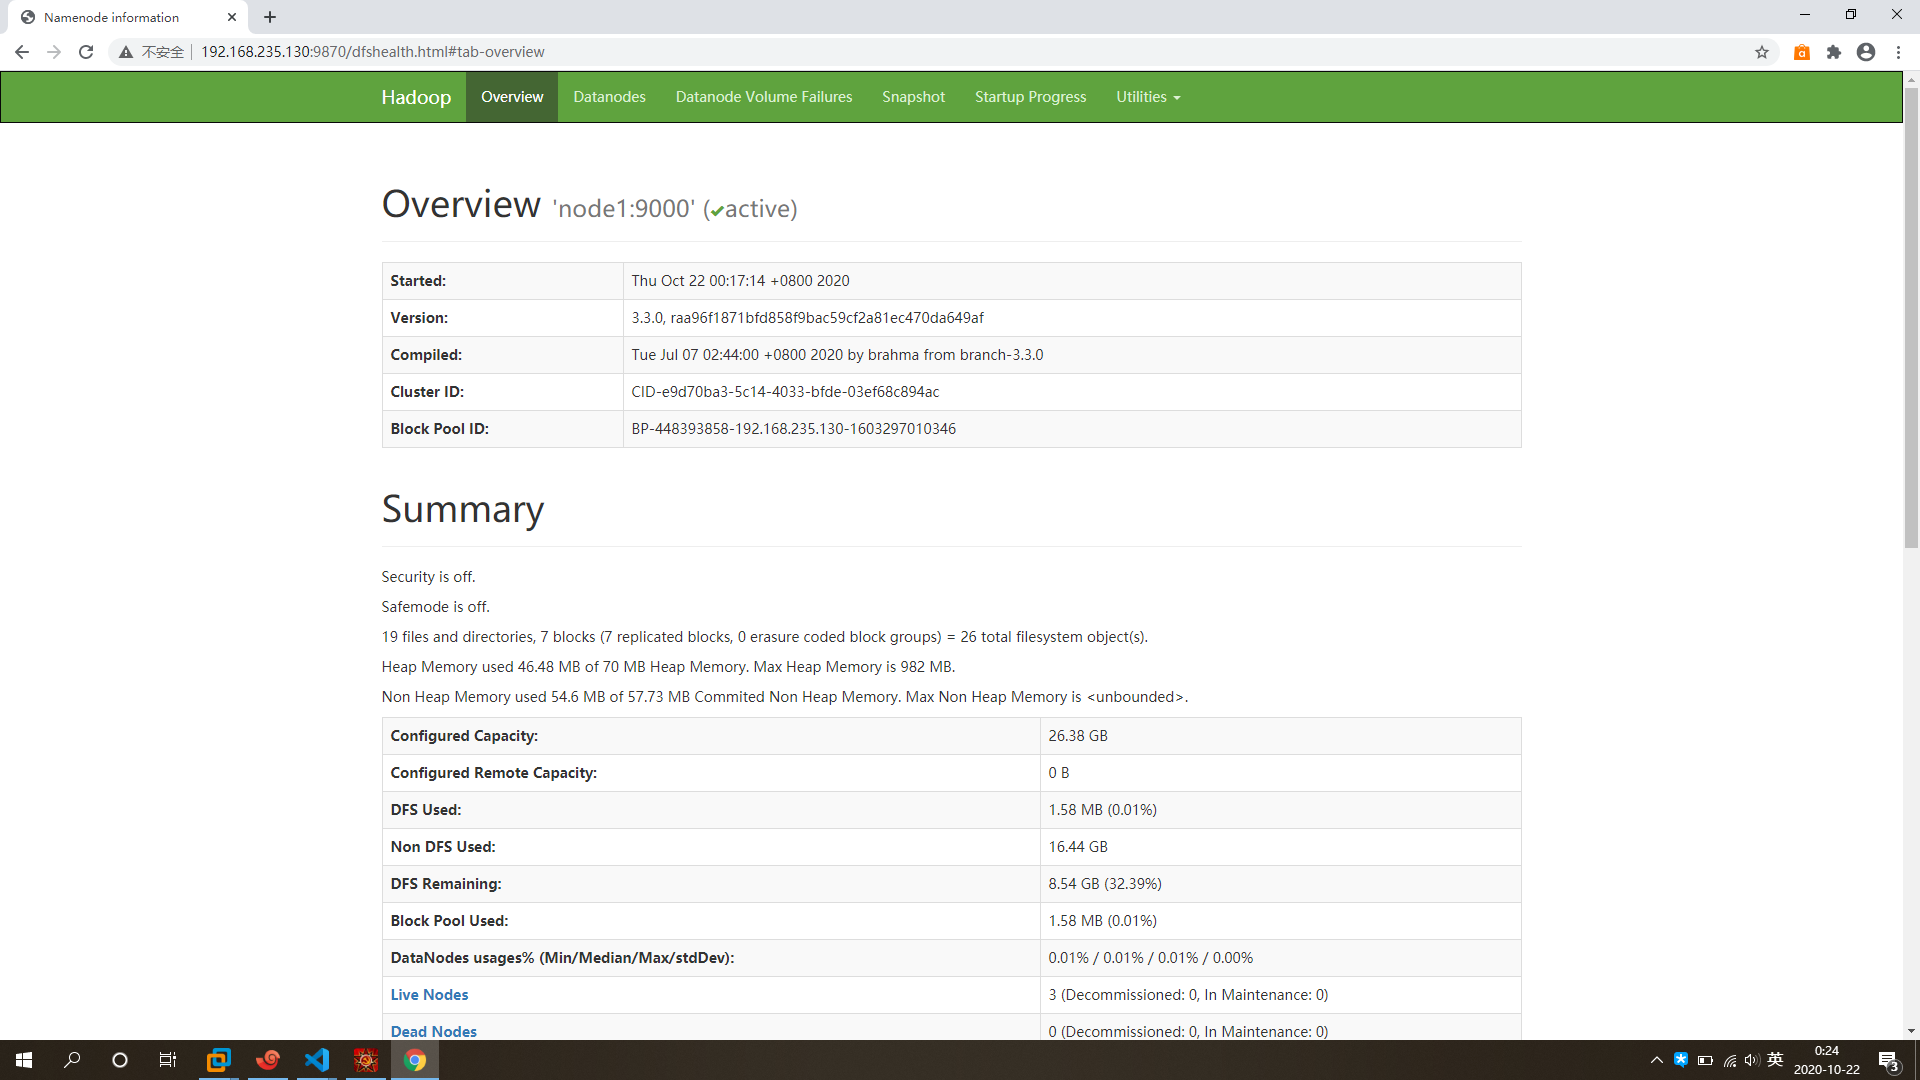 Namenode information
不安全
192.168.235.130:9870/dfshealth.html#tab-overview
Hadoop Overview Datanodes Datanode Volume Failures Snapshot Startup Progress Utilities
Overview 'node1:9000' (✔active)
Started: Thu Oct 22 00:17:14 +0800 2020
Version: 3.3.0, raa96f1871bfd858f9bac59cf2a81ec470da649af
Compiled: Tue Jul 07 02:44:00 +0800 2020 by brahma from branch-3.3.0
Cluster ID: CID-e9d70ba3-5c14-4033-bfde-03ef68c894ac
Block Pool ID: BP-448393858-192.168.235.130-1603297010346
Summary
Security is off.
Safemode is off.
19 files and directories, 7 blocks (7 replicated blocks, 0 erasure coded block groups) = 26 total filesystem object(s).
Heap Memory used 46.48 MB of 70 MB Heap Memory. Max Heap Memory is 982 MB.
Non Heap Memory used 54.6 MB of 57.73 MB Commited Non Heap Memory. Max Non Heap Memory is <unbounded>.
Configured Capacity: 26.38 GB
Configured Remote Capacity: 0 B
DFS Used: 1.58 MB (0.01%)
Non DFS Used: 16.44 GB
DFS Remaining: 8.54 GB (32.39%)
Block Pool Used: 1.58 MB (0.01%)
DataNodes usages% (Min/Median/Max/stdDev): 0.01% / 0.01% / 0.01% / 0.00%
Live Nodes 3 (Decommissioned: 0, In Maintenance: 0)
Dead Nodes 0 (Decommissioned: 0, In Maintenance: 0)
英
0:24
2020-10-22
3